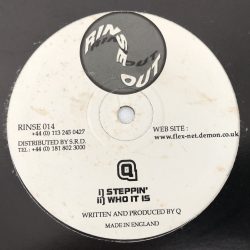 RINSE OUT
RINSE 014
+44 (0) 113 245 0427
DISTRIBUTED BY S.R.D.
TEL: +44 (0) 181 802 3000
WEB SITE :
www.flex-net.demon.co.uk
Q
i) STEPPIN'
ii) WHO IT IS
WRITTEN AND PRODUCED BY Q
MADE IN ENGLAND